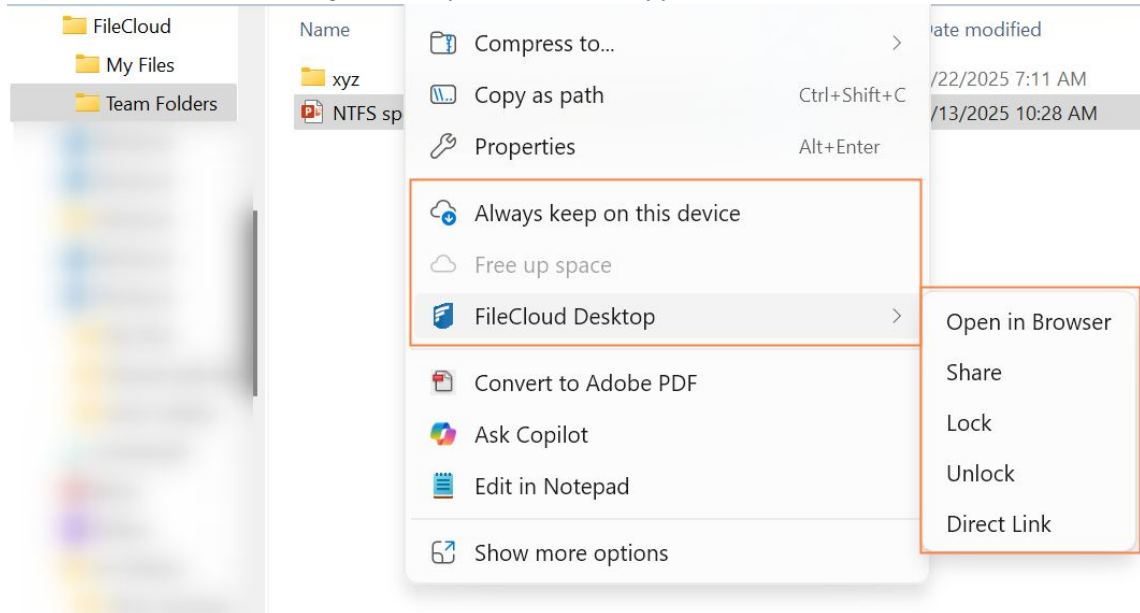 FileCloud
My Files
Team Folders
Name
xyz
NTFS sp
ate modified
/22/2025 7:11 AM
/13/2025 10:28 AM
Compress to...
Copy as path Ctrl+Shift+C
Properties Alt+Enter
Always keep on this device
Free up space
FileCloud Desktop
Convert to Adobe PDF
Ask Copilot
Edit in Notepad
Show more options
Open in Browser
Share
Lock
Unlock
Direct Link